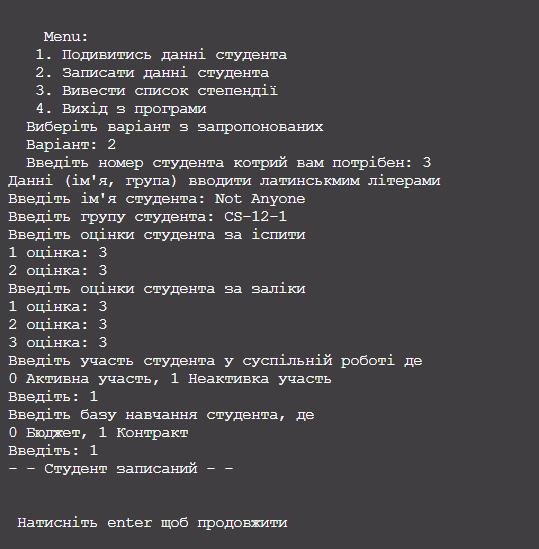 Menu:
1. Подивитись данні студента
2. Записати данні студента
3. Вивести список степендії
4. Вихід з програми
Виберіть варіант з запропонованих
Варіант: 2
Введіть номер студента котрий вам потрібен: 3
Данні (ім'я, група) вводити латинськмим літерами
Введіть ім'я студента: Not Anyone
Введіть групу студента: CS-12-1
Введіть оцінки студента за іспити
1 оцінка: 3
2 оцінка: 3
Введіть оцінки студента за заліки
1 оцінка: 3
2 оцінка: 3
3 оцінка: 3
Введіть участь студента у суспільній роботі де
0 Активна участь, 1 Неактивка участь
Введіть: 1
Введіть базу навчання студента, де
0 Бюджет, 1 Контракт
Введіть: 1
- - Студент записаний - -
Натисніть enter щоб продовжити